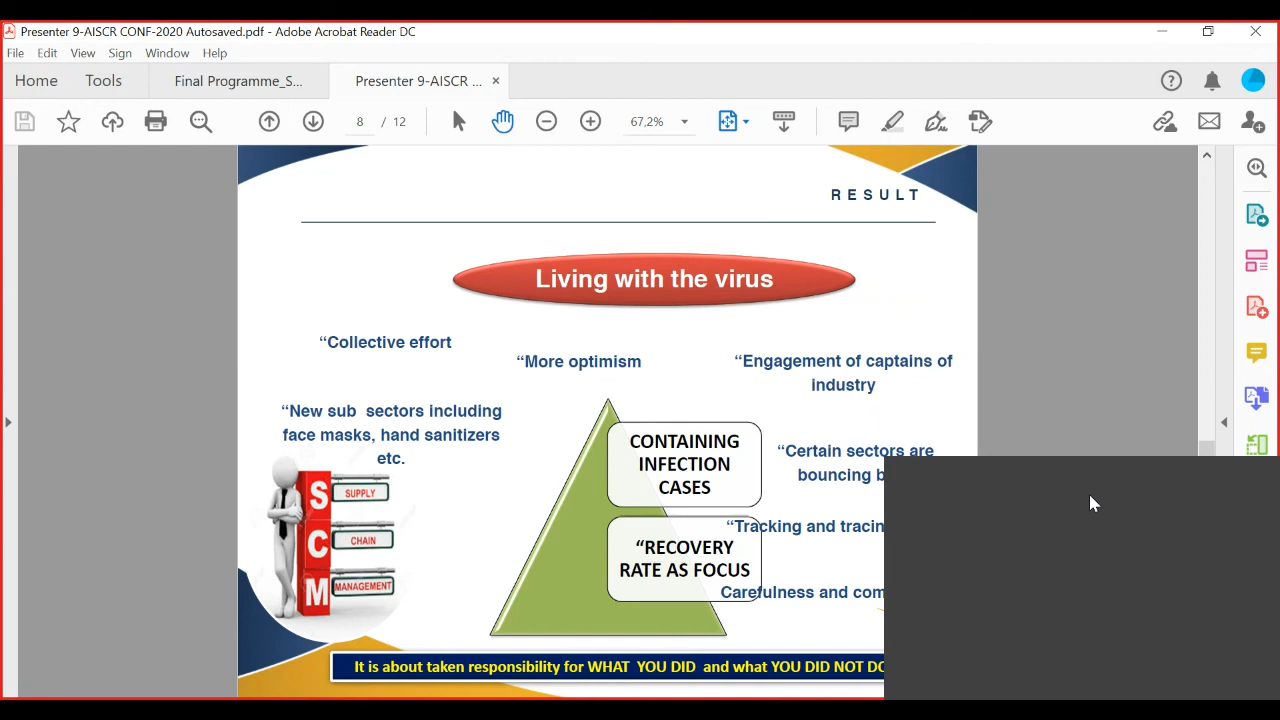 Presenter 9-AISCR CONF-2020 Autosaved.pdf - Adobe Acrobat Reader DC
File Edit View Sign Window Help
Home Tools Final Programme_S... Presenter 9-AISCR ... ×
8 / 12 67,2%
RESULT
Living with the virus
“Collective effort
“More optimism
“Engagement of captains of
industry
“New sub sectors including
face masks, hand sanitizers
etc.
CONTAINING
INFECTION
CASES
“Certain sectors are
bouncing
“RECOVERY
RATE AS FOCUS
“Tracking and
Carefulness and
S SUPPLY
C CHAIN
M MANAGEMENT
It is about taken responsibility for WHAT YOU DID and what YOU DID NOT